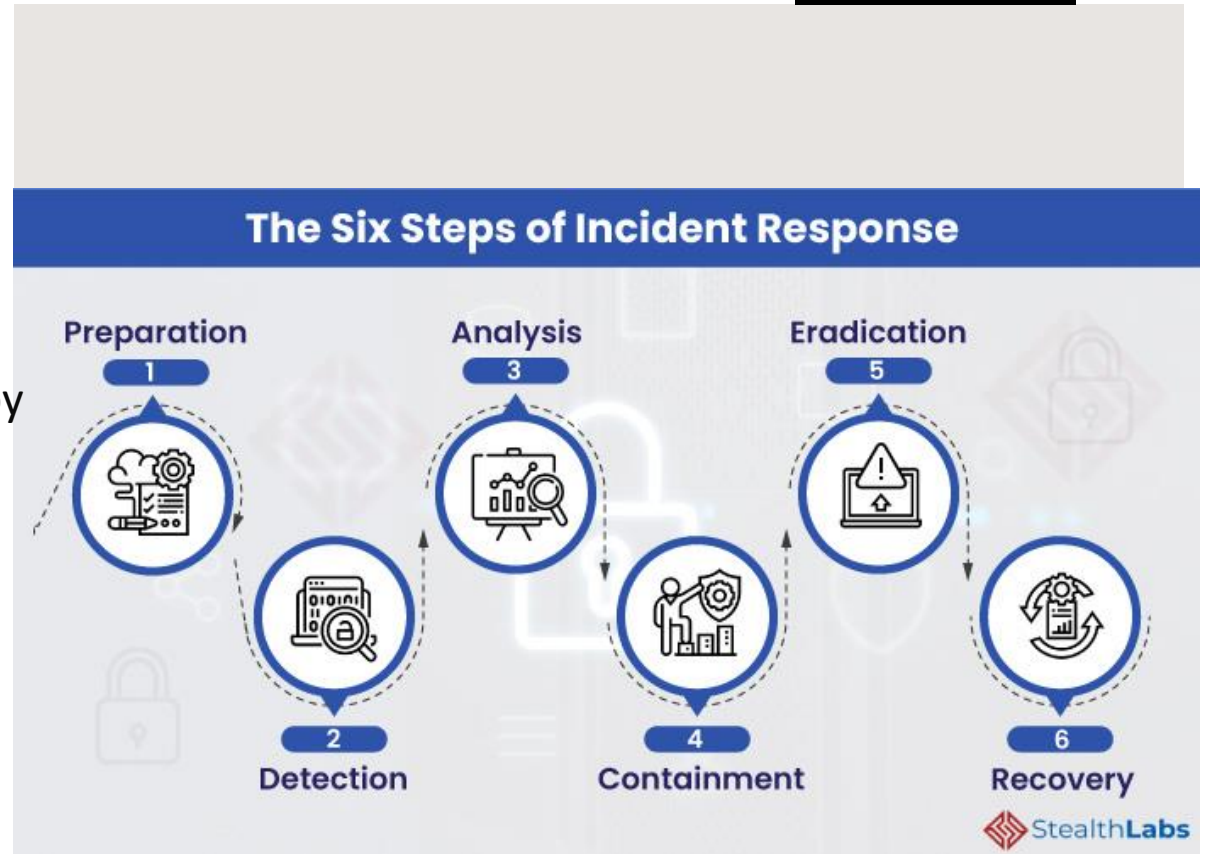 The Six Steps of Incident Response
Preparation
1
Analysis
3
Eradication
5
y
010101
2
Detection
4
Containment
6
Recovery
StealthLabs